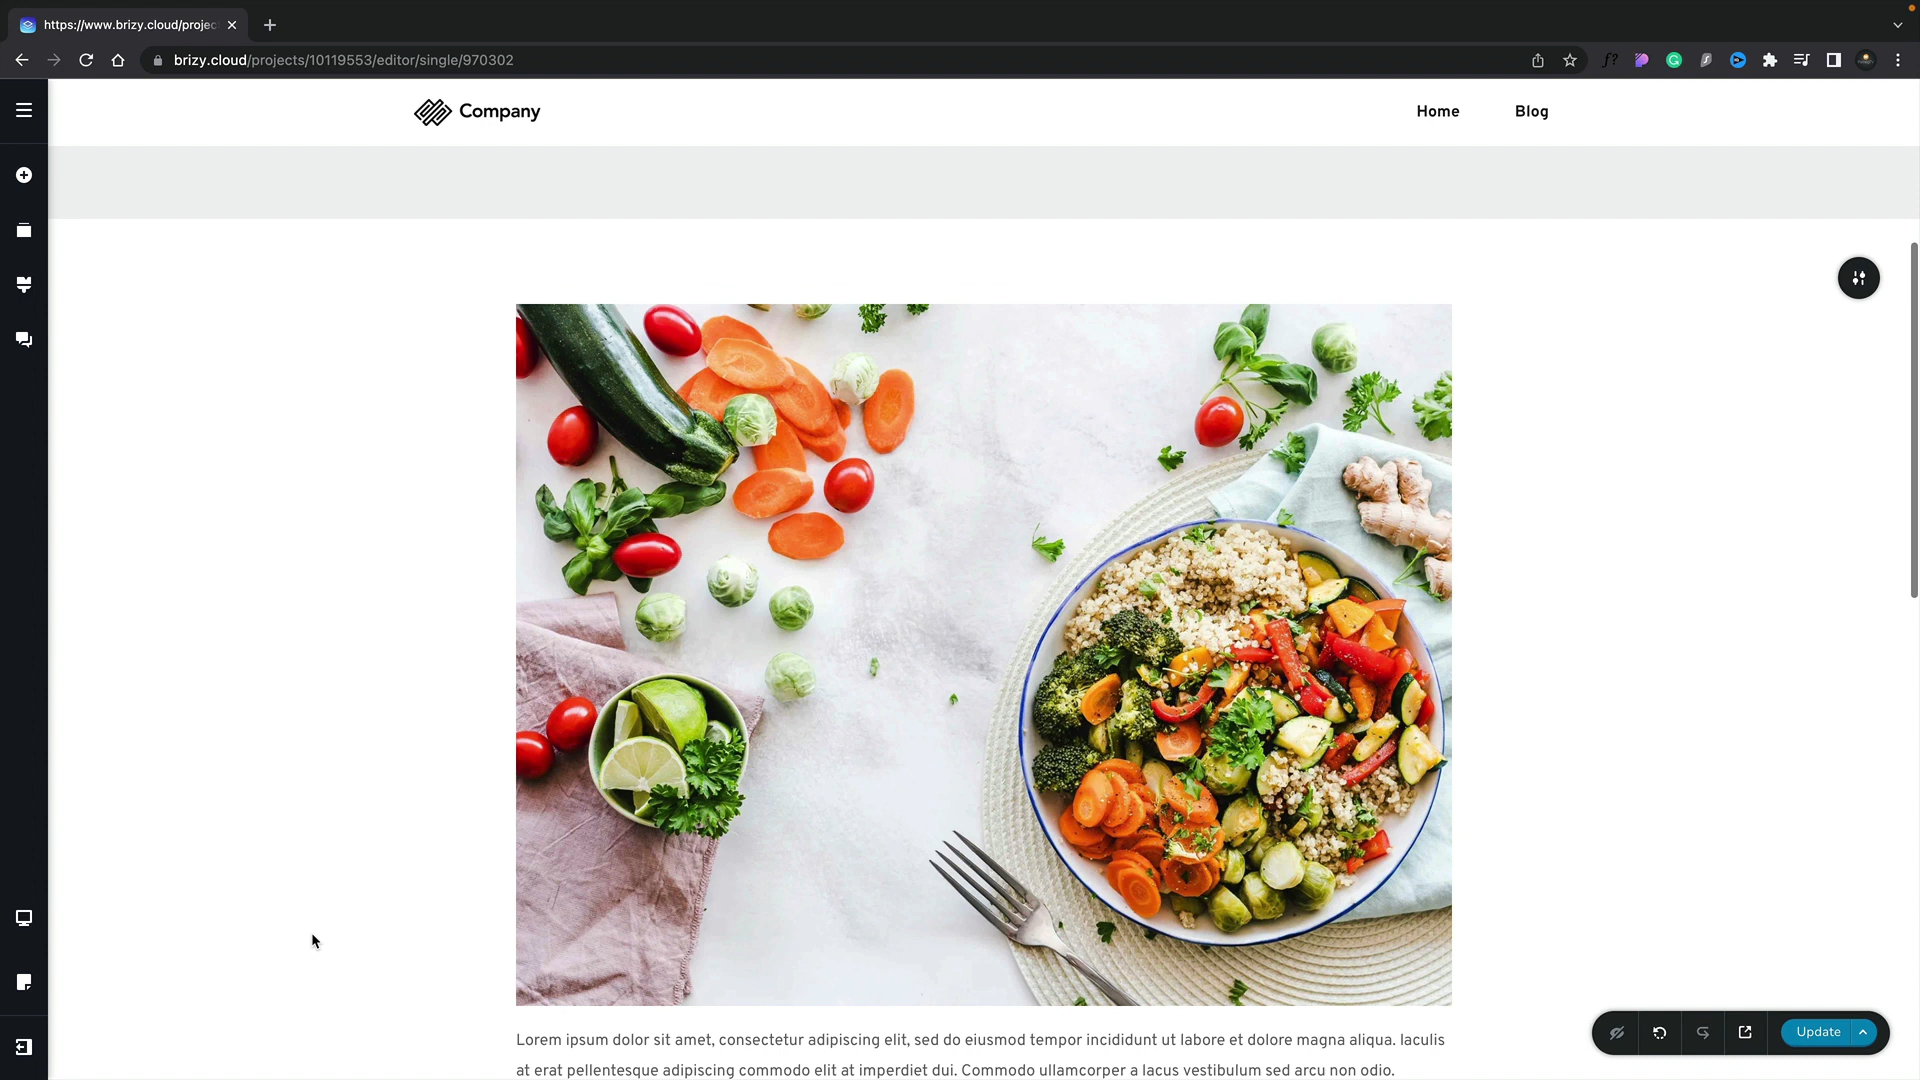 https://www.brizy.cloud/projec
brizy.cloud/projects/10119553/editor/single/970302
f?
Company
Home
Blog
Lorem ipsum dolor sit amet, consectetur adipiscing elit, sed do eiusmod tempor incididunt ut labore et dolore magna aliqua. Iaculis
at erat pellentesque adipiscing commodo elit at imperdiet dui. Commodo ullamcorper a lacus vestibulum sed arcu non odio.
Update